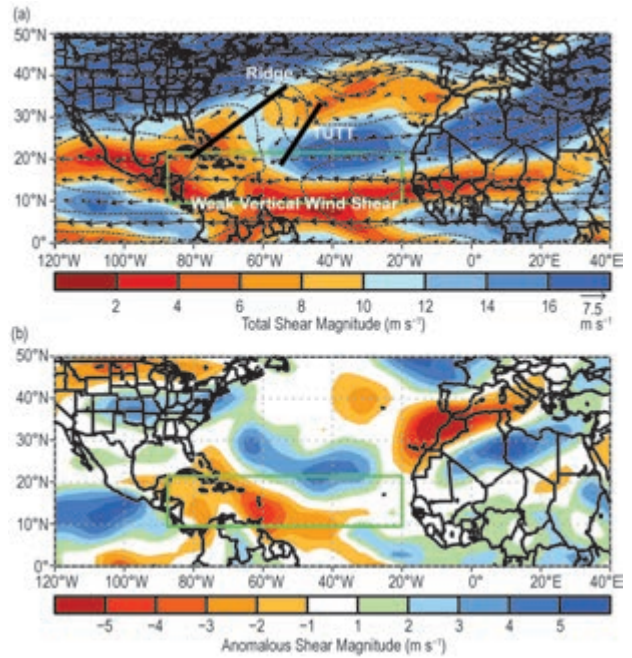 (a)
50°N
40°N
30°N
20°N
10°N
0°
Ridge
TUTT
Weak Vertical Wind Shear
120°W 100°W 80°W 60°W 40°W 20°W 0° 20°E 40°E
2 4 6 8 10 12 14 16 7.5
Total Shear Magnitude (m s⁻¹) m s⁻¹
(b)
50°N
40°N
30°N
20°N
10°N
0°
120°W 100°W 80°W 60°W 40°W 20°W 0° 20°E 40°E
−5 −4 −3 −2 −1 1 2 3 4 5
Anomalous Shear Magnitude (m s⁻¹)